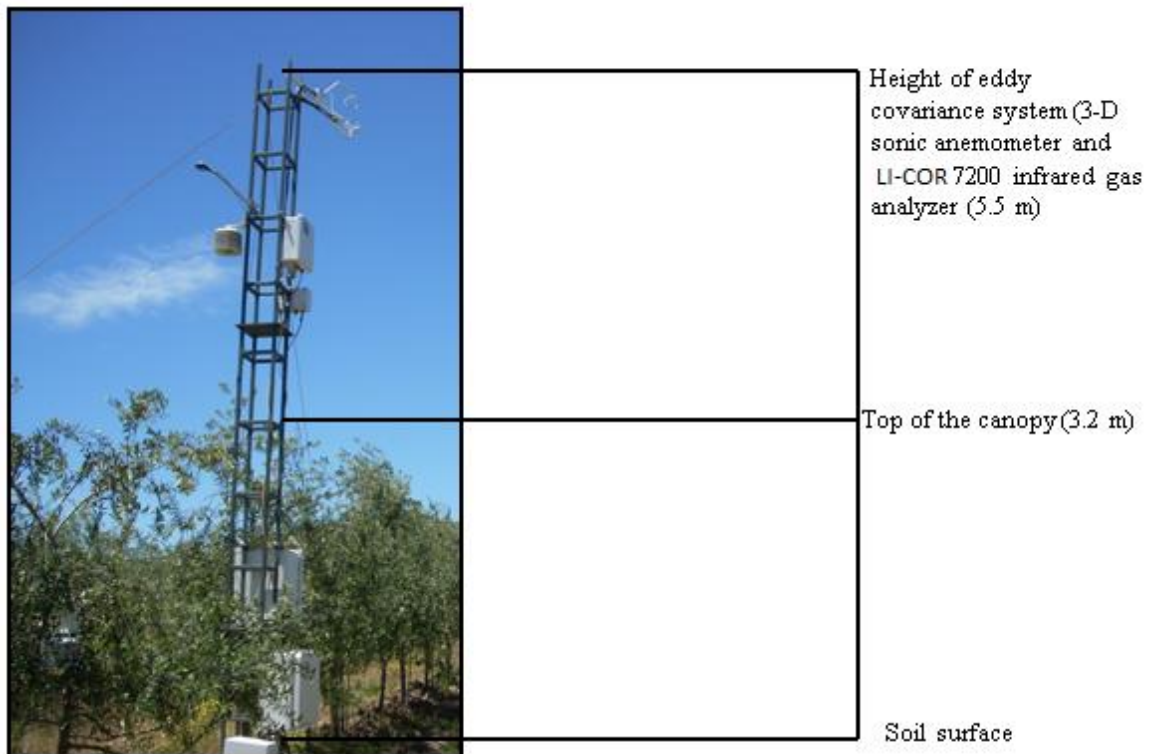 Height of eddy
covariance system (3-D
sonic anemometer and
LI-COR 7200 infrared gas
analyzer (5.5 m)
Top of the canopy (3.2 m)
Soil surface